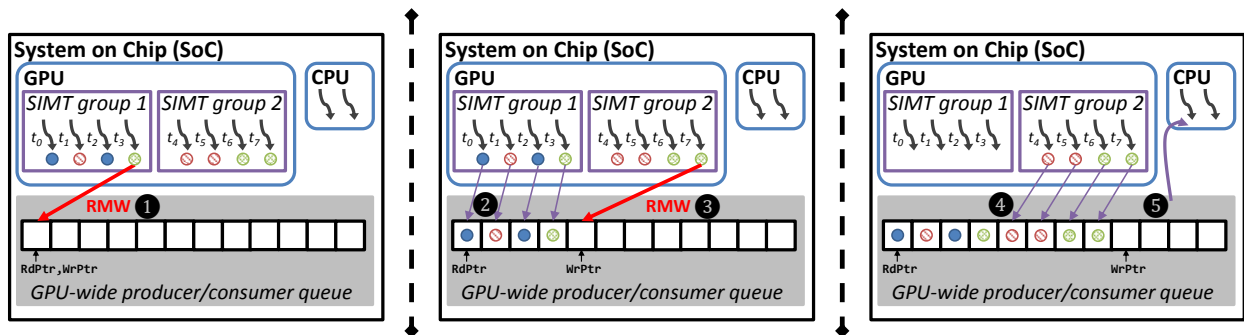 System on Chip (SoC)
GPU
CPU
SIMT group 1
SIMT group 2
t0 t1 t2 t3
t4 t5 t6 t7
RMW 1
RdPtr,WrPtr
GPU-wide producer/consumer queue
System on Chip (SoC)
GPU
CPU
SIMT group 1
SIMT group 2
t0 t1 t2 t3
t4 t5 t6 t7
2
RMW 3
RdPtr
WrPtr
GPU-wide producer/consumer queue
System on Chip (SoC)
GPU
CPU
SIMT group 1
SIMT group 2
t0 t1 t2 t3
t4 t5 t6 t7
4
5
RdPtr
WrPtr
GPU-wide producer/consumer queue